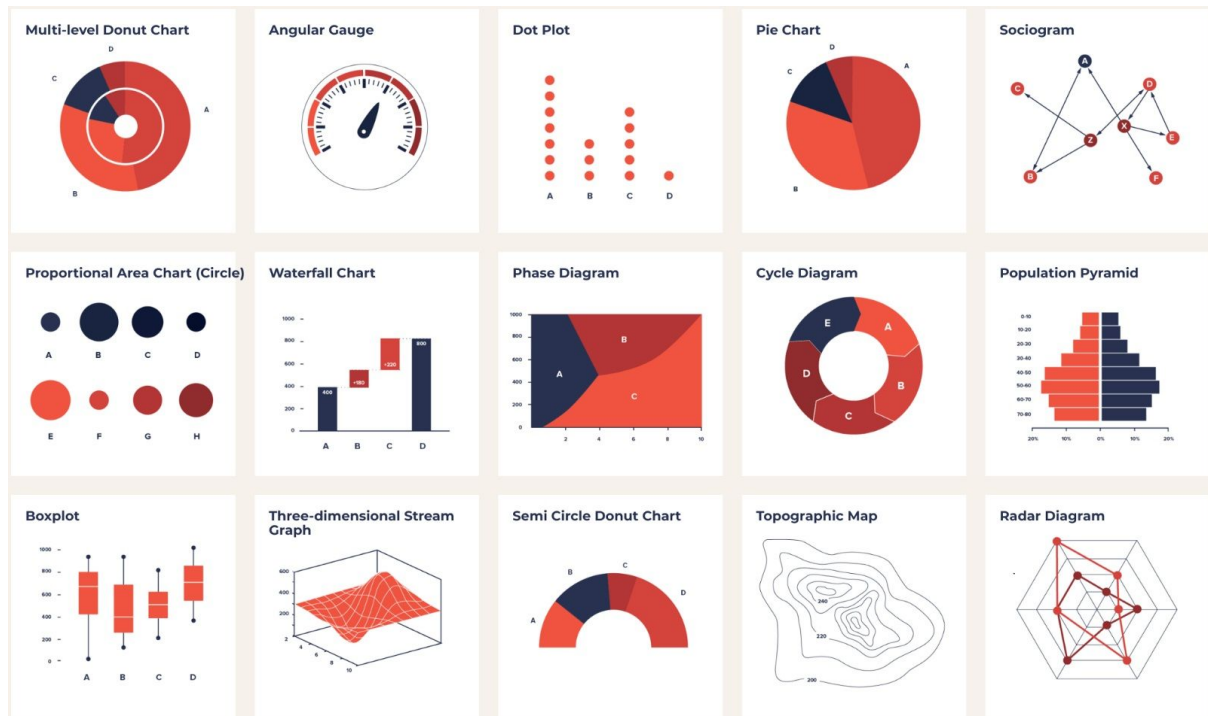 Multi-level Donut Chart
D
C
A
B
Angular Gauge
Dot Plot
A B C D
Pie Chart
D
A
C
B
Sociogram
A
C
D
X
E
Z
B
F
Proportional Area Chart (Circle)
A B C D
E F G H
Waterfall Chart
1000
800
600
400
200
0
400
+180
+220
800
A B C D
Phase Diagram
1000
800
600
400
200
0
B
A
C
2 4 6 8 10
Cycle Diagram
E
A
D
B
C
Population Pyramid
0-10
10-20
20-30
30-40
40-50
50-60
60-70
70-80
20% 10% 0% 10% 20%
Boxplot
1000
800
600
400
200
0
A B C D
Three-dimensional Stream
Graph
600
400
200
2
4
6
8
10
Semi Circle Donut Chart
B
C
D
A
Topographic Map
240
220
200
Radar Diagram